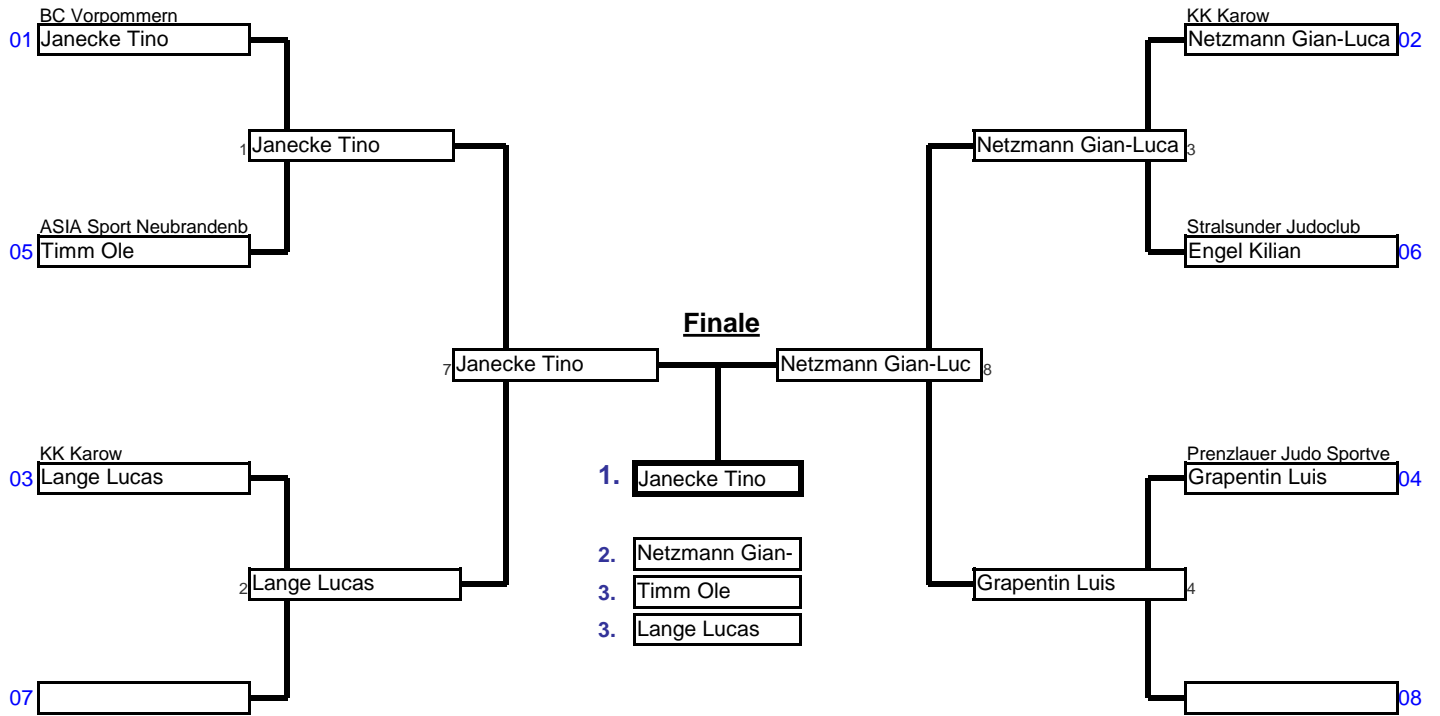 BC Vorpommern
01 Janecke Tino
KK Karow
Netzmann Gian-Luca 02
1 Janecke Tino
Netzmann Gian-Luca 3
ASIA Sport Neubrandenb
05 Timm Ole
Stralsunder Judoclub
Engel Kilian 06
Finale
7 Janecke Tino
Netzmann Gian-Luc 8
KK Karow
03 Lange Lucas
1. Janecke Tino
Prenzlauer Judo Sportve
Grapentin Luis 04
2. Netzmann Gian-
3. Timm Ole
3. Lange Lucas
2 Lange Lucas
Grapentin Luis 4
07
08